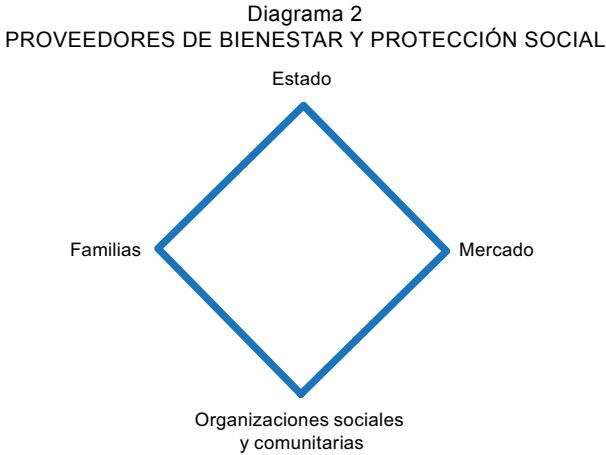 Diagrama 2
PROVEEDORES DE BIENESTAR Y PROTECCIÓN SOCIAL
Estado
Familias
Mercado
Organizaciones sociales
y comunitarias